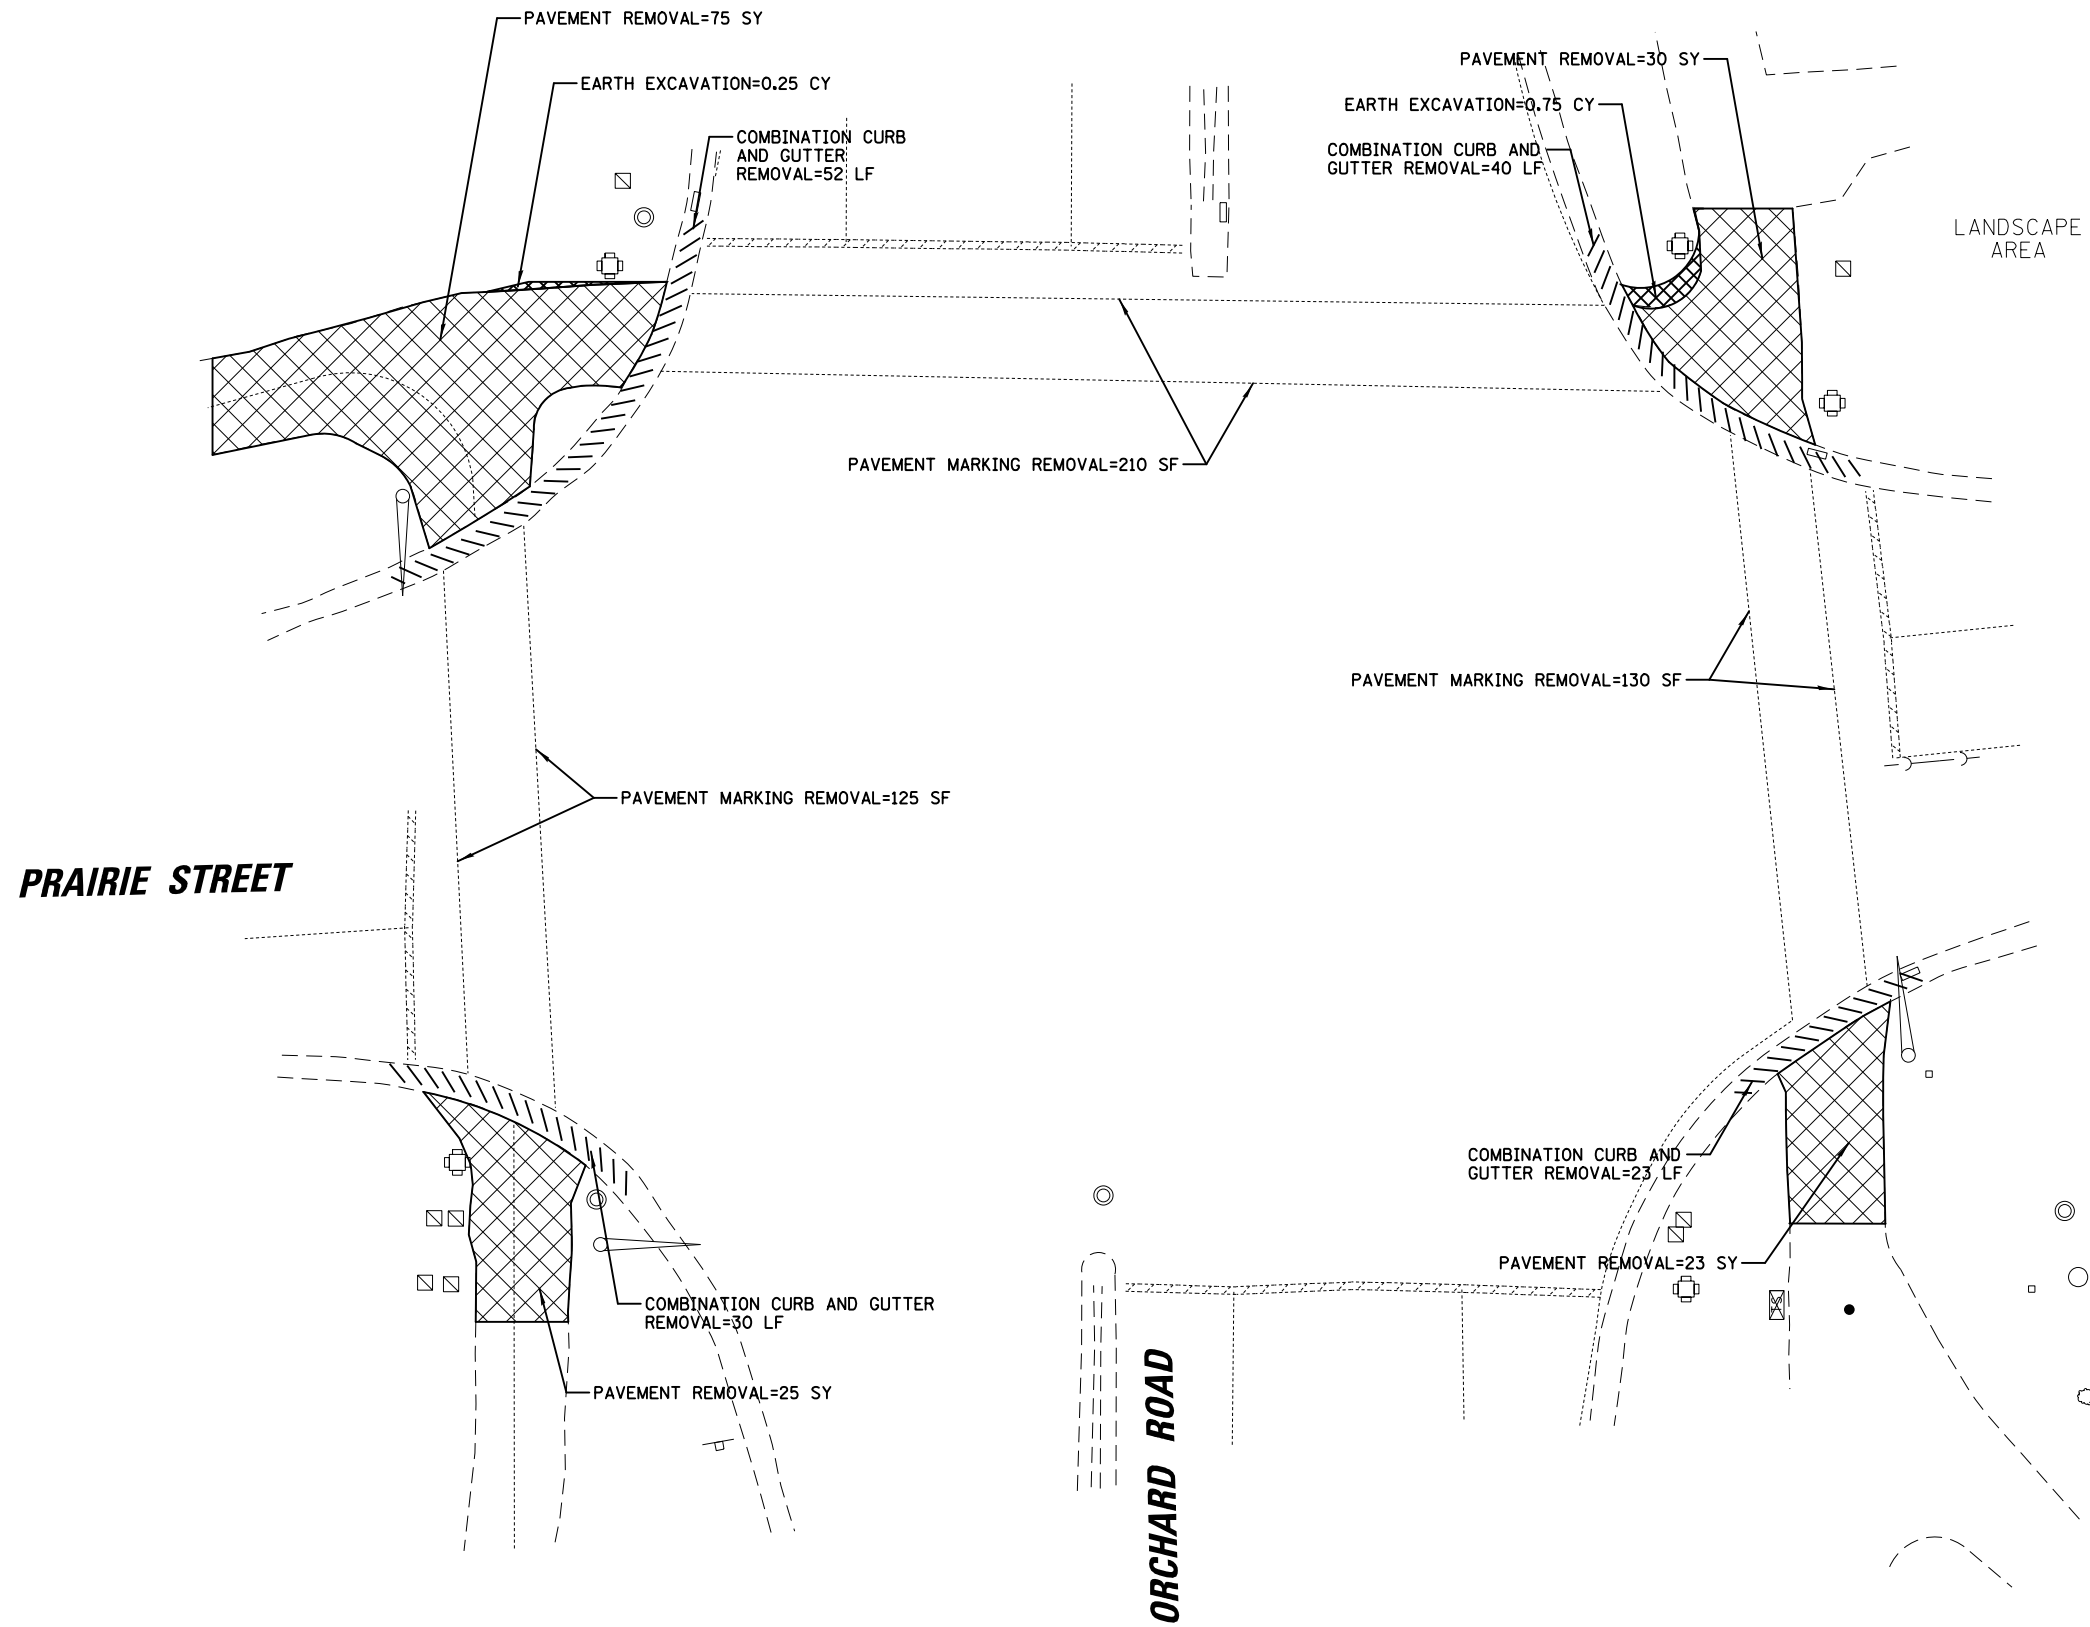 PAVEMENT REMOVAL=75 SY
EARTH EXCAVATION=0.25 CY
COMBINATION CURB
AND GUTTER
REMOVAL=52 LF
PAVEMENT REMOVAL=30 SY
EARTH EXCAVATION=0.75 CY
COMBINATION CURB AND
GUTTER REMOVAL=40 LF
LANDSCAPE
AREA
PAVEMENT MARKING REMOVAL=210 SF
PAVEMENT MARKING REMOVAL=130 SF
PAVEMENT MARKING REMOVAL=125 SF
PRAIRIE STREET
COMBINATION CURB AND
GUTTER REMOVAL=23 LF
PAVEMENT REMOVAL=23 SY
COMBINATION CURB AND GUTTER
REMOVAL=30 LF
PAVEMENT REMOVAL=25 SY
ORCHARD ROAD